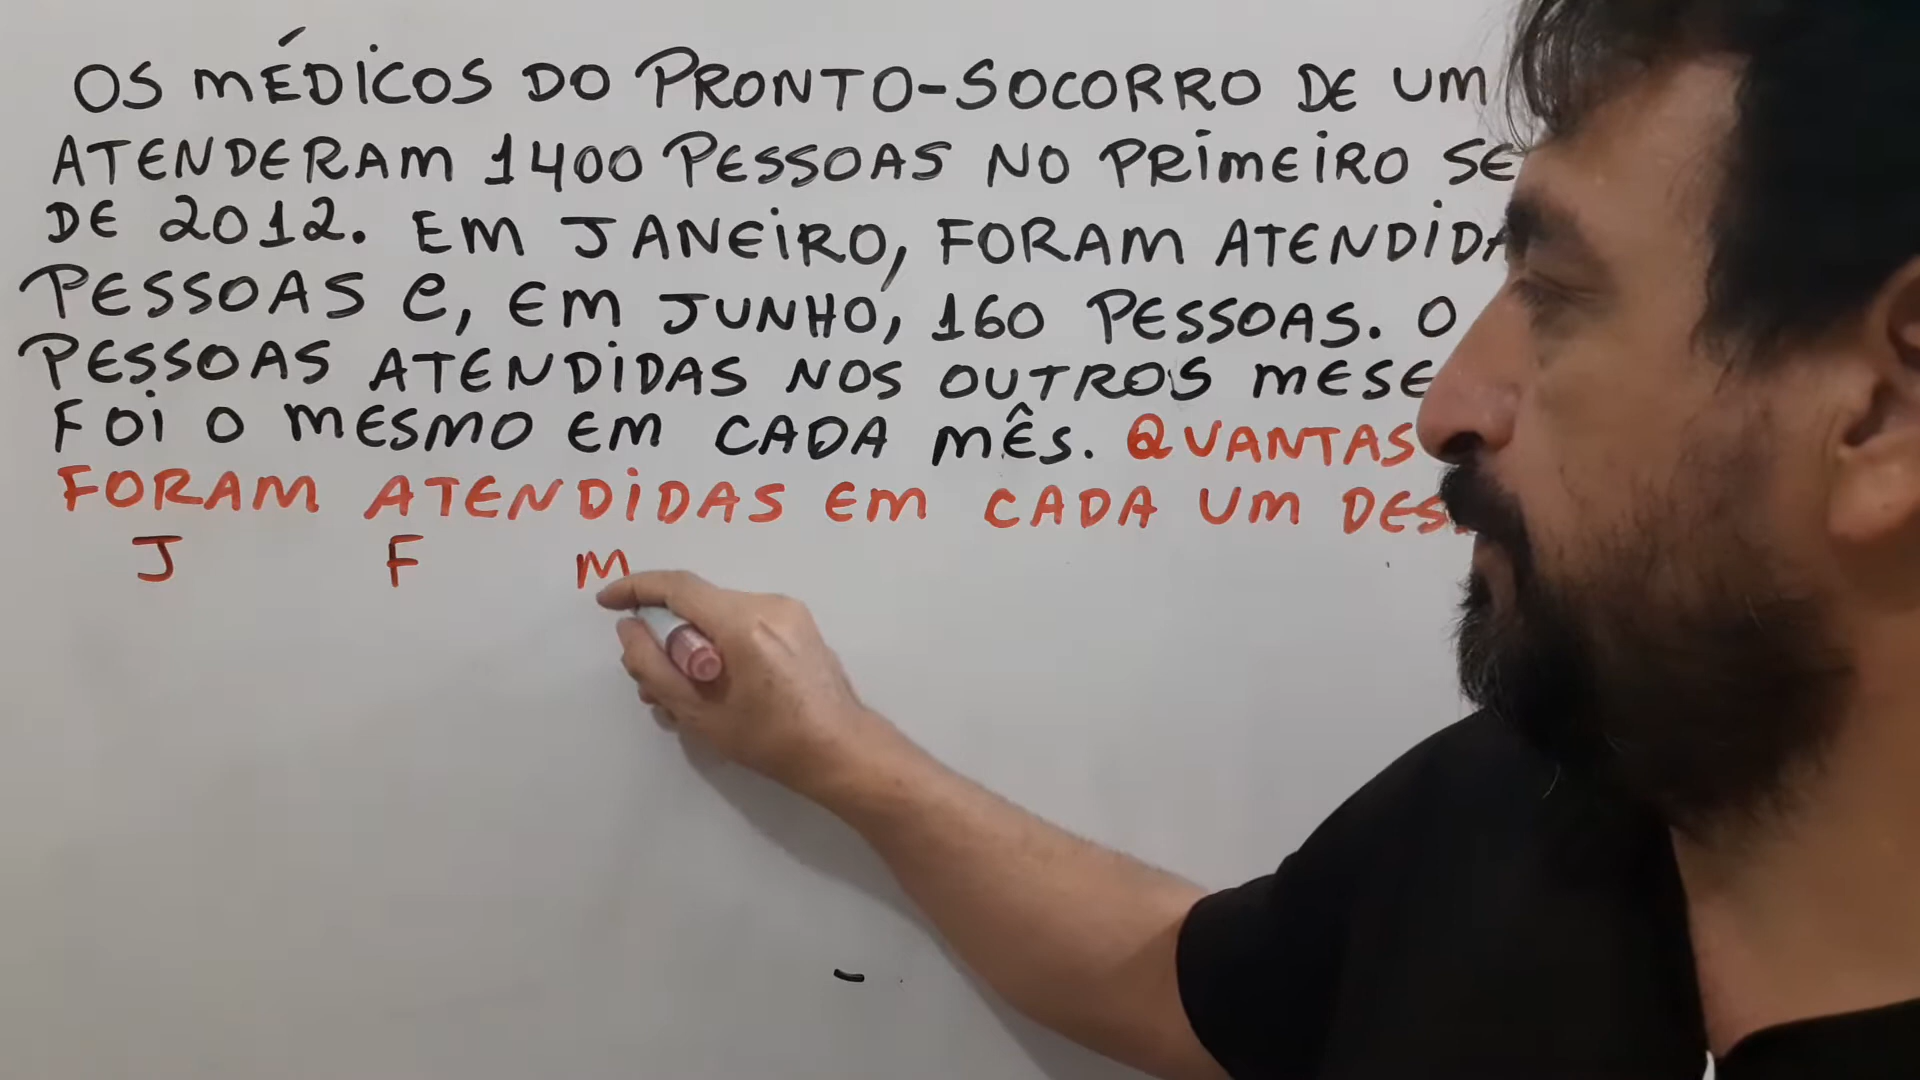 OS MÉDICOS DO PRONTO-SOCORRO DE UM
ATENDERAM 1400 PESSOAS NO PRIMEIRO SE
DE 2012. EM JANEIRO, FORAM ATENDIDA
PESSOAS E, EM JUNHO, 160 PESSOAS. O
PESSOAS ATENDIDAS NOS OUTROS MESE
FOI O MESMO EM CADA MÊS. QUANTAS
FORAM ATENDIDAS EM CADA UM DES
J F M